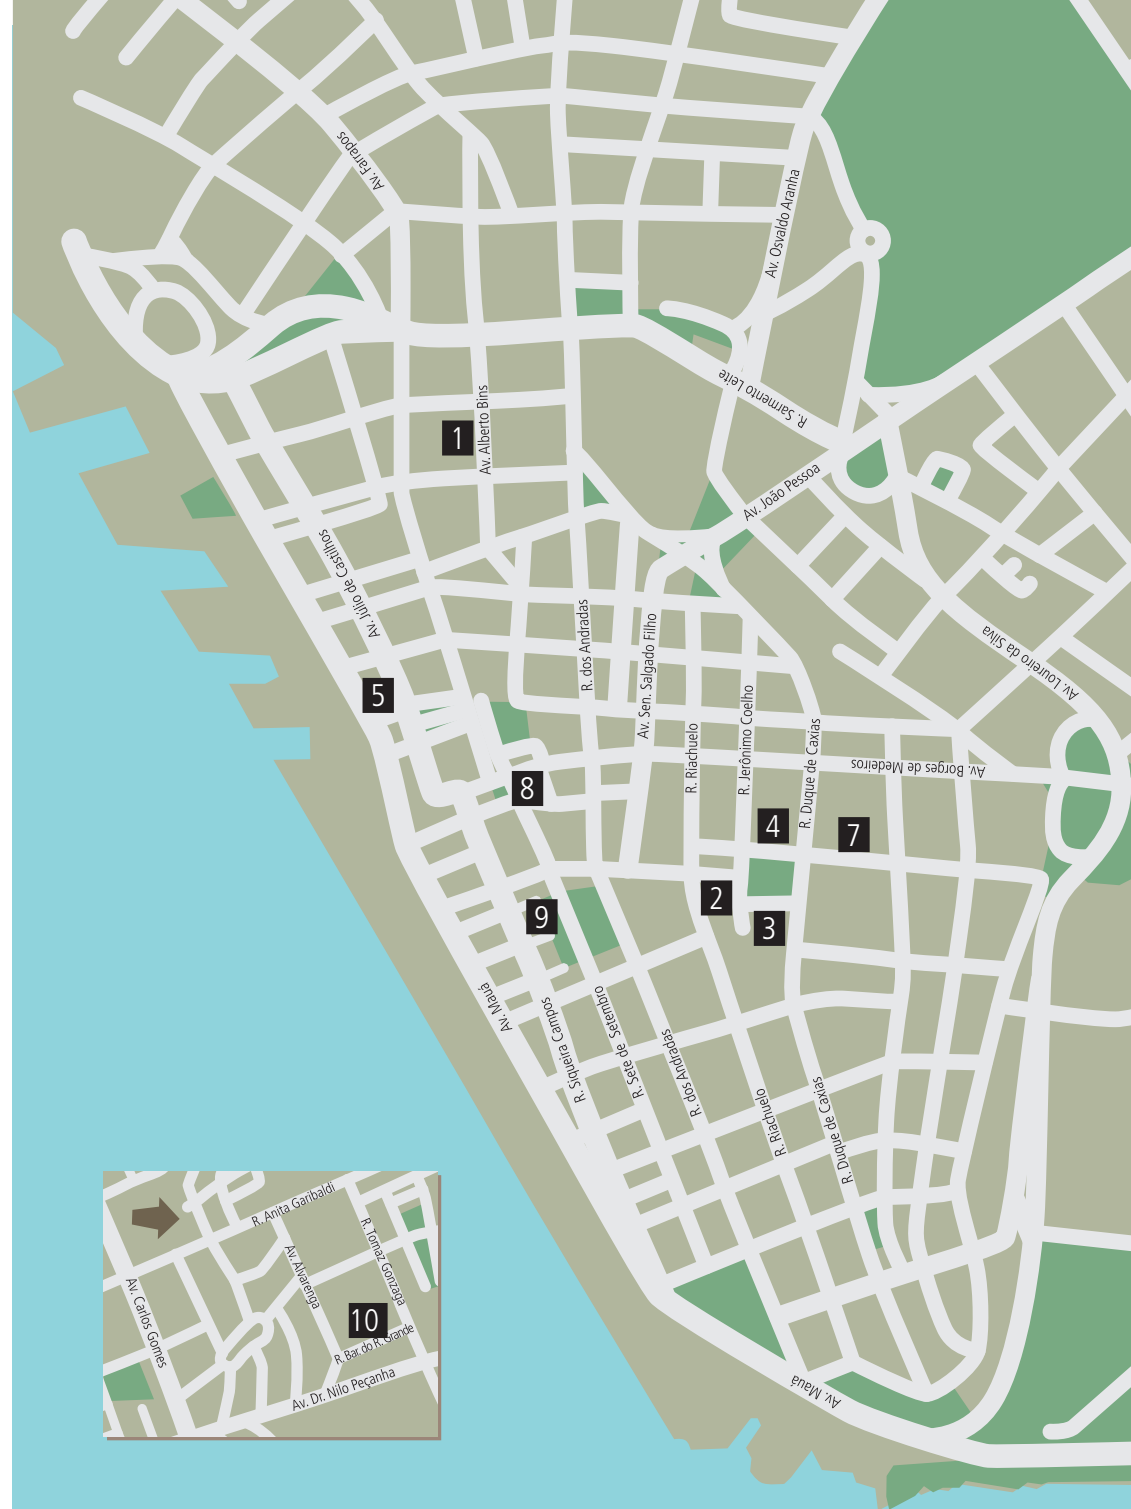 Av. Farrapos
Av. Osvaldo Aranha
R. Sarmento Leite
1
Av. Alberto Bins
Av. João Pessoa
Av. Júlio de Castilhos
R. dos Andradas
Av. Sen. Salgado Filho
Av. Loureiro da Silva
5
R. Riachuelo
R. Jerônimo Coelho
R. Duque de Caxias
Av. Borges de Medeiros
8
4
7
2
9
3
Av. Mauá
R. Siqueira Campos
R. Sete de Setembro
R. dos Andradas
R. Riachuelo
R. Duque de Caxias
R. Anita Garibaldi
R. Tomaz Gonzaga
Av. Alvarenga
Av. Carlos Gomes
10
R. Bar. do R. Grande
Av. Dr. Nilo Peçanha
Av. Mauá